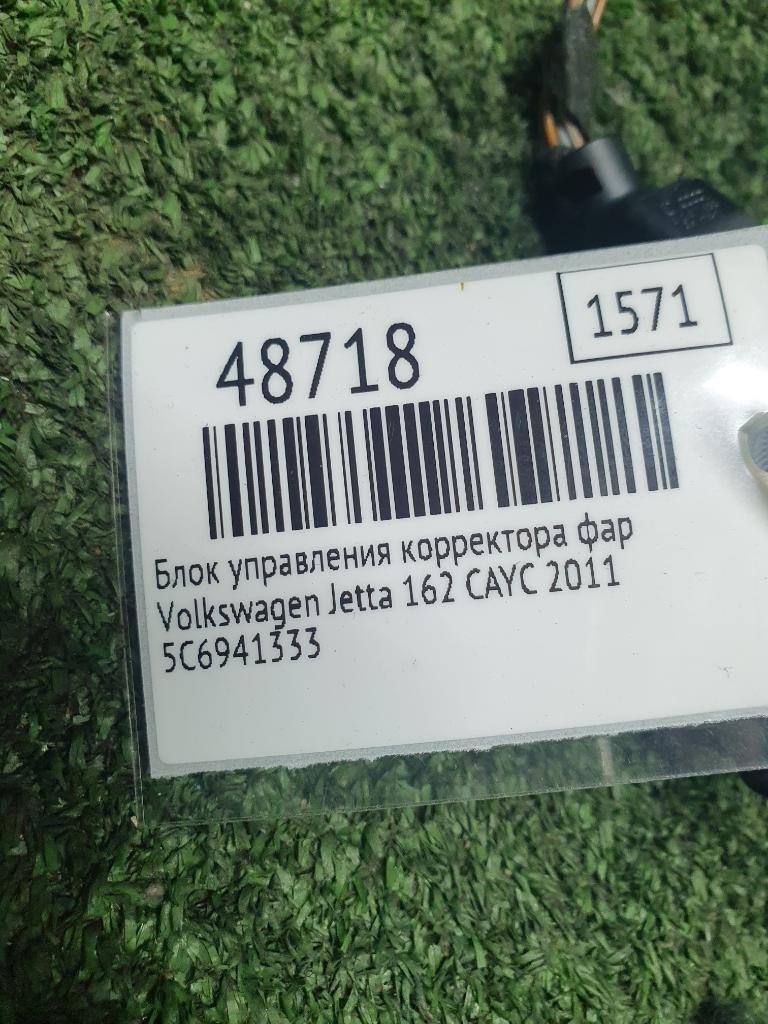 1571
48718
Блок управления корректора фар
Volkswagen Jetta 162 CAYC 2011
5C6941333